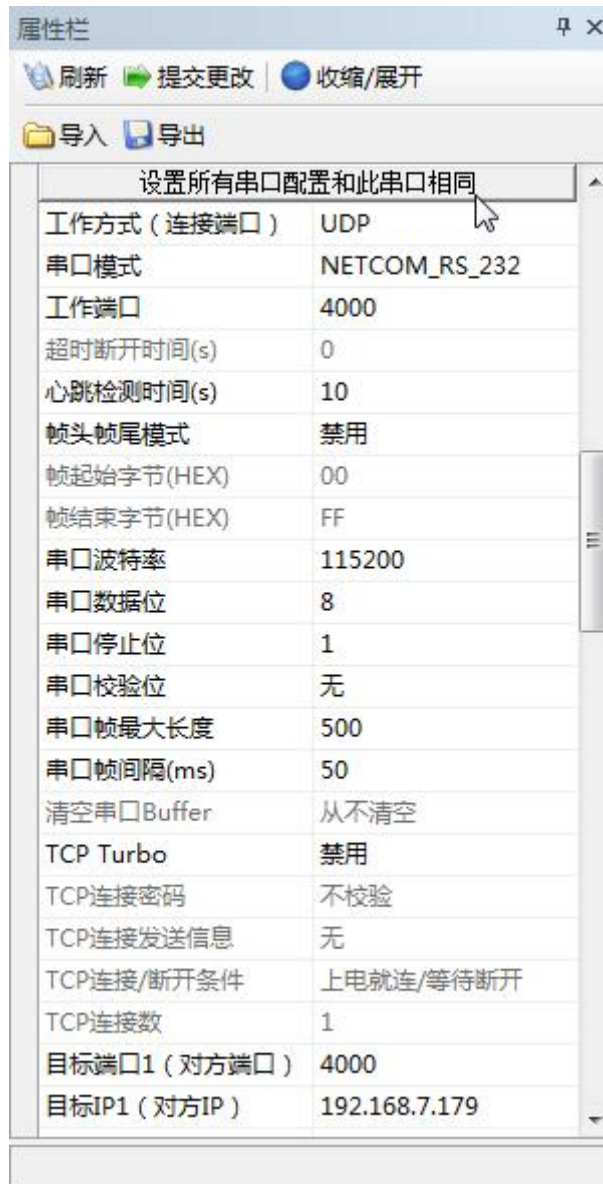 属性栏
刷新 提交更改 收缩/展开
导入 导出
设置所有串口配置和此串口相同
工作方式（连接端口） UDP
串口模式 NETCOM_RS_232
工作端口 4000
超时断开时间(s) 0
心跳检测时间(s) 10
帧头帧尾模式 禁用
帧起始字节(HEX) 00
帧结束字节(HEX) FF
串口波特率 115200
串口数据位 8
串口停止位 1
串口校验位 无
串口帧最大长度 500
串口帧间隔(ms) 50
清空串口Buffer 从不清空
TCP Turbo 禁用
TCP连接密码 不校验
TCP连接发送信息 无
TCP连接/断开条件 上电就连/等待断开
TCP连接数 1
目标端口1（对方端口） 4000
目标IP1（对方IP） 192.168.7.179